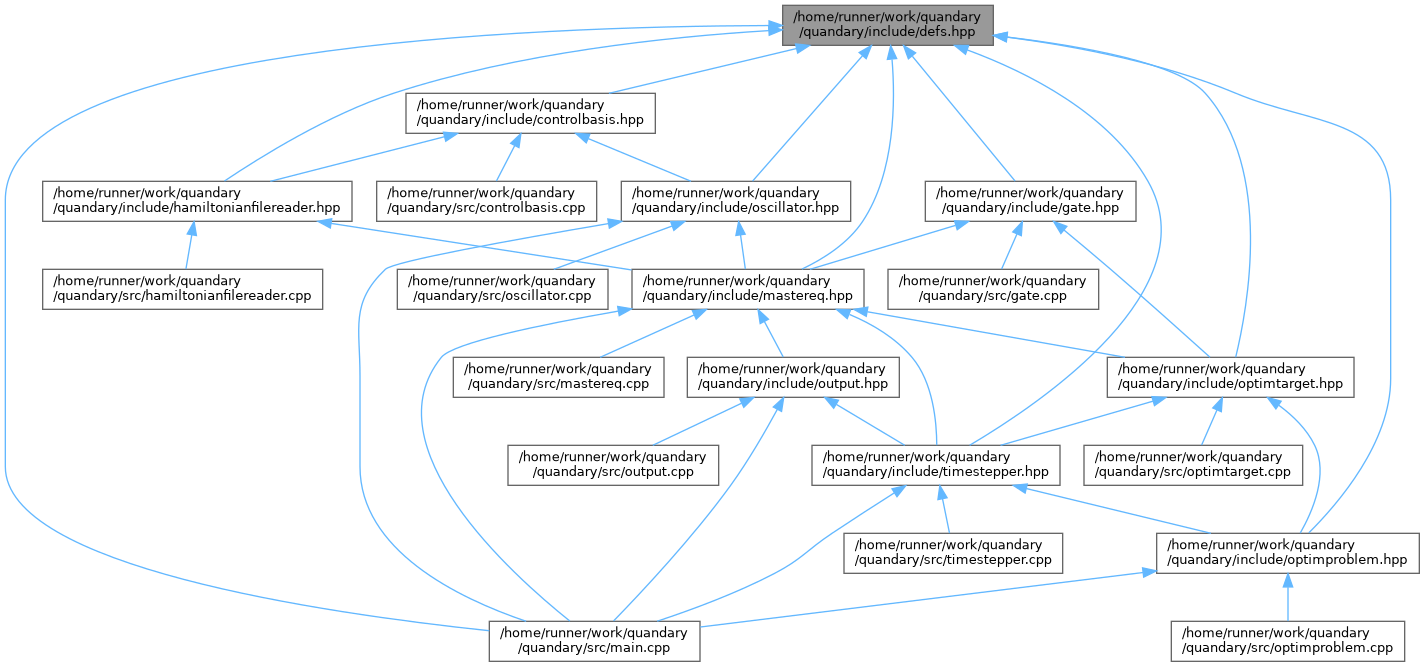 /home/runner/work/quandary
/quandary/include/defs.hpp
/home/runner/work/quandary
/quandary/include/controlbasis.hpp
/home/runner/work/quandary
/quandary/include/hamiltonianfilereader.hpp
/home/runner/work/quandary
/quandary/src/controlbasis.cpp
/home/runner/work/quandary
/quandary/include/oscillator.hpp
/home/runner/work/quandary
/quandary/include/gate.hpp
/home/runner/work/quandary
/quandary/src/hamiltonianfilereader.cpp
/home/runner/work/quandary
/quandary/src/oscillator.cpp
/home/runner/work/quandary
/quandary/include/mastereq.hpp
/home/runner/work/quandary
/quandary/src/gate.cpp
/home/runner/work/quandary
/quandary/src/mastereq.cpp
/home/runner/work/quandary
/quandary/include/output.hpp
/home/runner/work/quandary
/quandary/include/optimtarget.hpp
/home/runner/work/quandary
/quandary/src/output.cpp
/home/runner/work/quandary
/quandary/include/timestepper.hpp
/home/runner/work/quandary
/quandary/src/optimtarget.cpp
/home/runner/work/quandary
/quandary/src/timestepper.cpp
/home/runner/work/quandary
/quandary/include/optimproblem.hpp
/home/runner/work/quandary
/quandary/src/main.cpp
/home/runner/work/quandary
/quandary/src/optimproblem.cpp